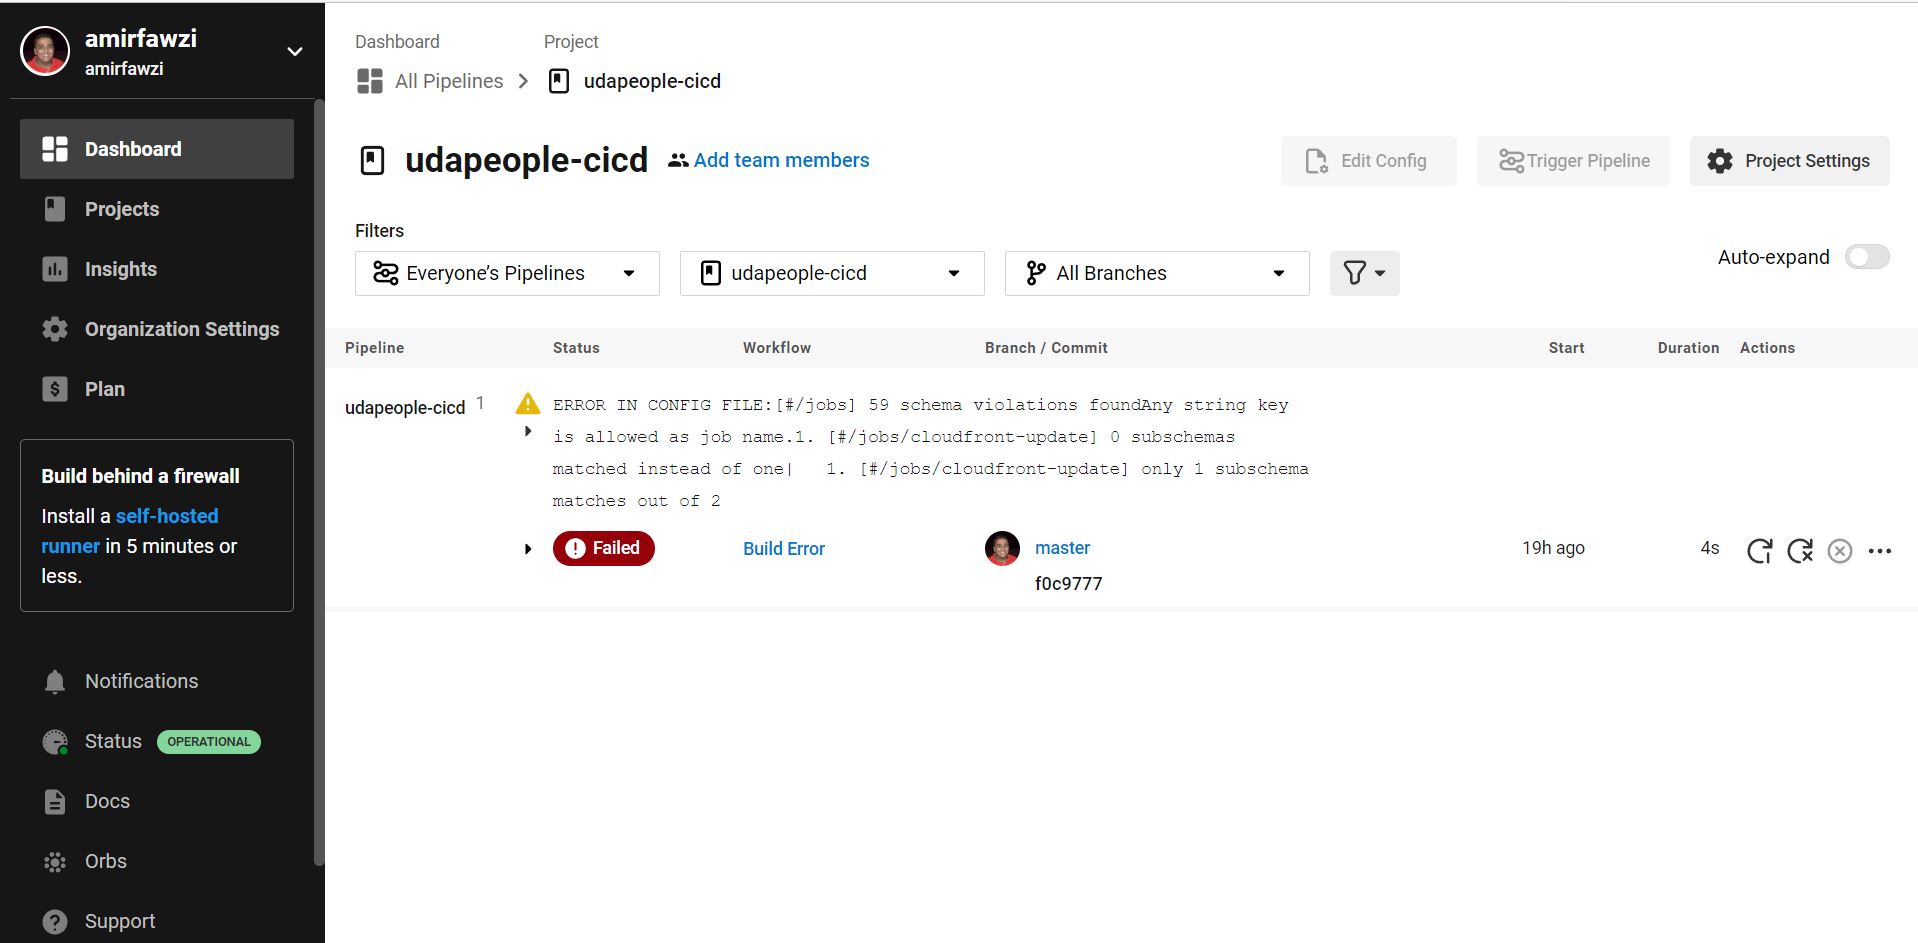 amirfawzi
amirfawzi
Dashboard
Projects
Insights
Organization Settings
Plan
Build behind a firewall
Install a self-hosted
runner in 5 minutes or
less.
Notifications
Status OPERATIONAL
Docs
Orbs
Support
Dashboard Project
All Pipelines udapeople-cicd
udapeople-cicd Add team members Edit Config Trigger Pipeline Project Settings
Filters
Everyone’s Pipelines udapeople-cicd All Branches Auto-expand
Pipeline Status Workflow Branch / Commit Start Duration Actions
udapeople-cicd 1 ERROR IN CONFIG FILE:[#/jobs] 59 schema violations foundAny string key
is allowed as job name.1. [#/jobs/cloudfront-update] 0 subschemas
matched instead of one| 1. [#/jobs/cloudfront-update] only 1 subschema
matches out of 2
Failed Build Error master 19h ago 4s
f0c9777